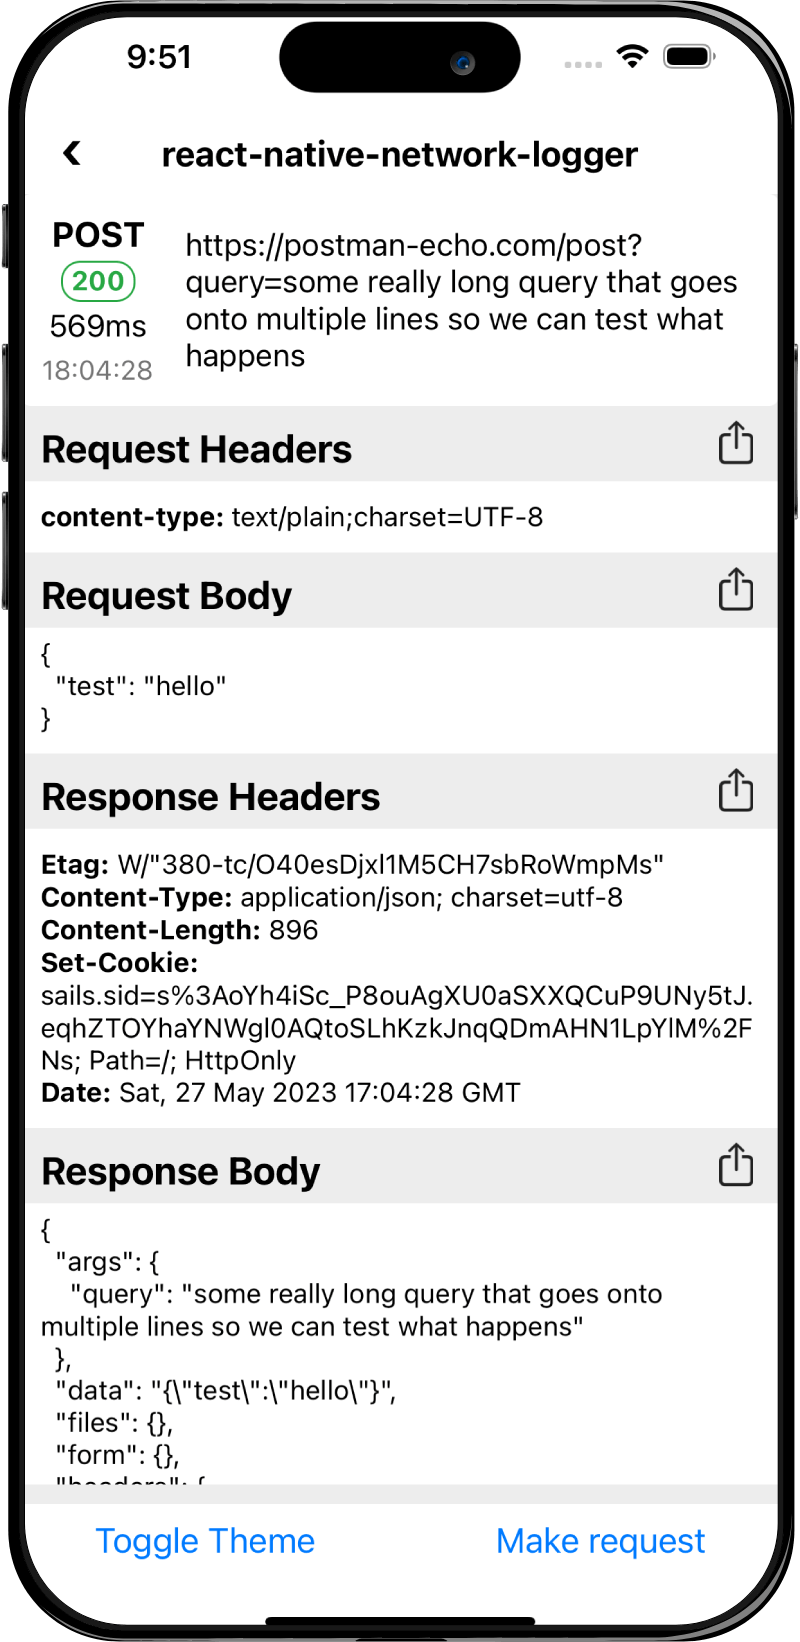 9:51
react-native-network-logger
POST
200
569ms
18:04:28
https://postman-echo.com/post?
query=some really long query that goes
onto multiple lines so we can test what
happens
Request Headers
content-type: text/plain;charset=UTF-8
Request Body
{
  "test": "hello"
}
Response Headers
Etag: W/"380-tc/O40esDjxl1M5CH7sbRoWmpMs"
Content-Type: application/json; charset=utf-8
Content-Length: 896
Set-Cookie:
sails.sid=s%3AoYh4iSc_P8ouAgXU0aSXXQCuP9UNy5tJ.
eqhZTOYhaYNWgl0AQtoSLhKzkJnqQDmAHN1LpYlM%2F
Ns; Path=/; HttpOnly
Date: Sat, 27 May 2023 17:04:28 GMT
Response Body
{
  "args": {
    "query": "some really long query that goes onto
multiple lines so we can test what happens"
  },
  "data": "{\"test\":\"hello\"}",
  "files": {},
  "form": {},
  "headers": {
Toggle Theme
Make request